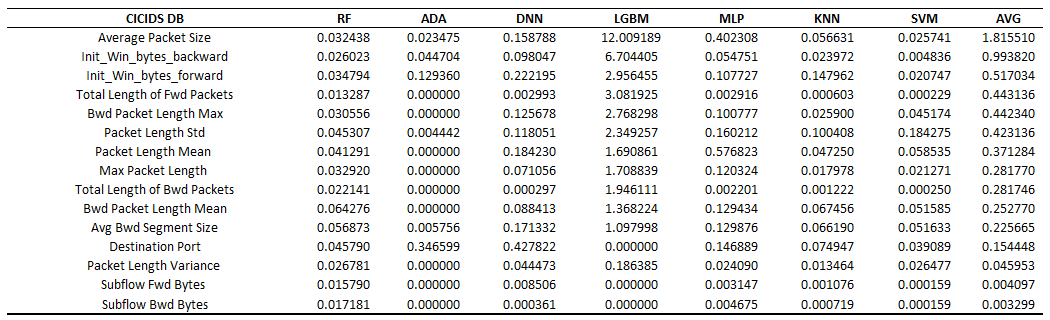 CICIDS DB RF ADA DNN LGBM MLP KNN SVM AVG
Average Packet Size 0.032438 0.023475 0.158788 12.009189 0.402308 0.056631 0.025741 1.815510
Init_Win_bytes_backward 0.026023 0.044704 0.098047 6.704405 0.054751 0.023972 0.004836 0.993820
Init_Win_bytes_forward 0.034794 0.129360 0.222195 2.956455 0.107727 0.147962 0.020747 0.517034
Total Length of Fwd Packets 0.013287 0.000000 0.002993 3.081925 0.002916 0.000603 0.000229 0.443136
Bwd Packet Length Max 0.030556 0.000000 0.125678 2.768298 0.100777 0.025900 0.045174 0.442340
Packet Length Std 0.045307 0.004442 0.118051 2.349257 0.160212 0.100408 0.184275 0.423136
Packet Length Mean 0.041291 0.000000 0.184230 1.690861 0.576823 0.047250 0.058535 0.371284
Max Packet Length 0.032920 0.000000 0.071056 1.708839 0.120324 0.017978 0.021271 0.281770
Total Length of Bwd Packets 0.022141 0.000000 0.000297 1.946111 0.002201 0.001222 0.000250 0.281746
Bwd Packet Length Mean 0.064276 0.000000 0.088413 1.368224 0.129434 0.067456 0.051585 0.252770
Avg Bwd Segment Size 0.056873 0.005756 0.171332 1.097998 0.129876 0.066190 0.051633 0.225665
Destination Port 0.045790 0.346599 0.427822 0.000000 0.146889 0.074947 0.039089 0.154448
Packet Length Variance 0.026781 0.000000 0.044473 0.186385 0.024090 0.013464 0.026477 0.045953
Subflow Fwd Bytes 0.015790 0.000000 0.008506 0.000000 0.003147 0.001076 0.000159 0.004097
Subflow Bwd Bytes 0.017181 0.000000 0.000361 0.000000 0.004675 0.000719 0.000159 0.003299